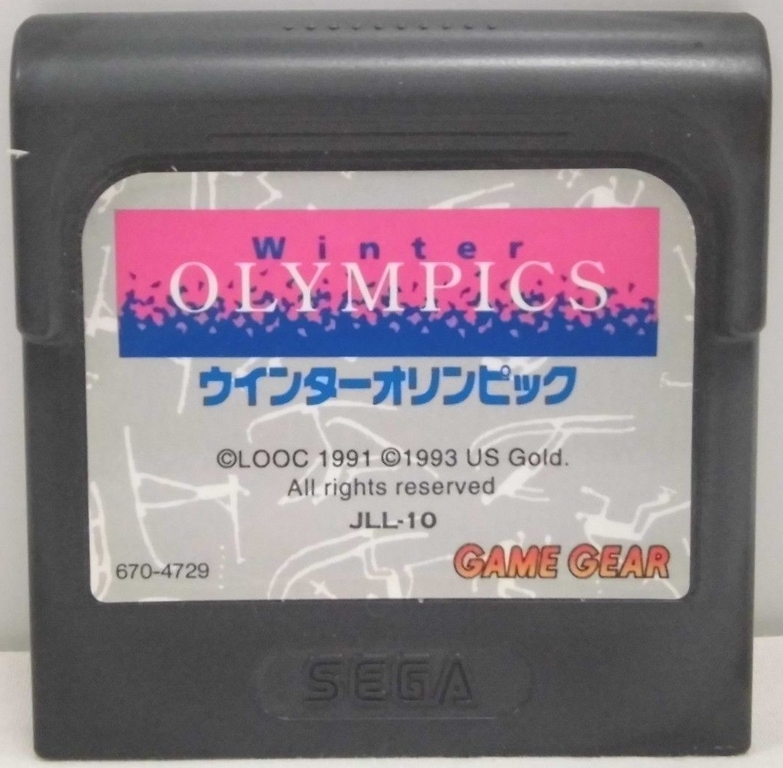 Winter
OLYMPICS
ウインターオリンピック
©LOOC 1991 ©1993 US Gold.
All rights reserved
JLL-10
670-4729
GAME GEAR
SEGA